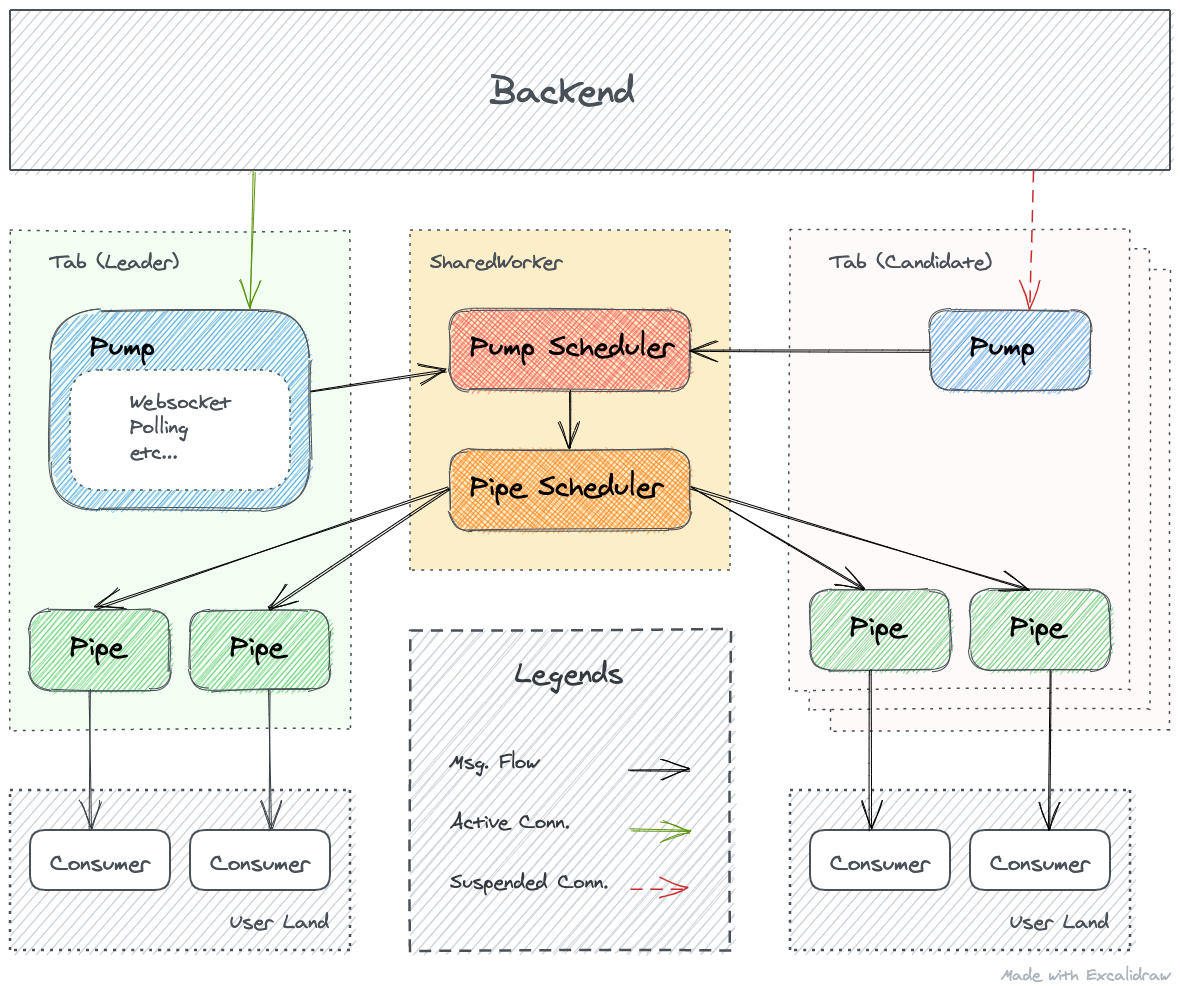 Backend
Tab (Leader)
SharedWorker
Tab (Candidate)
Pump
Websocket
Polling
etc...
Pump Scheduler
Pump
Pipe Scheduler
Pipe
Pipe
Pipe
Pipe
Legends
Msg. Flow
Active Conn.
Suspended Conn.
Consumer
Consumer
User Land
Consumer
Consumer
User Land
Made with Excalidraw